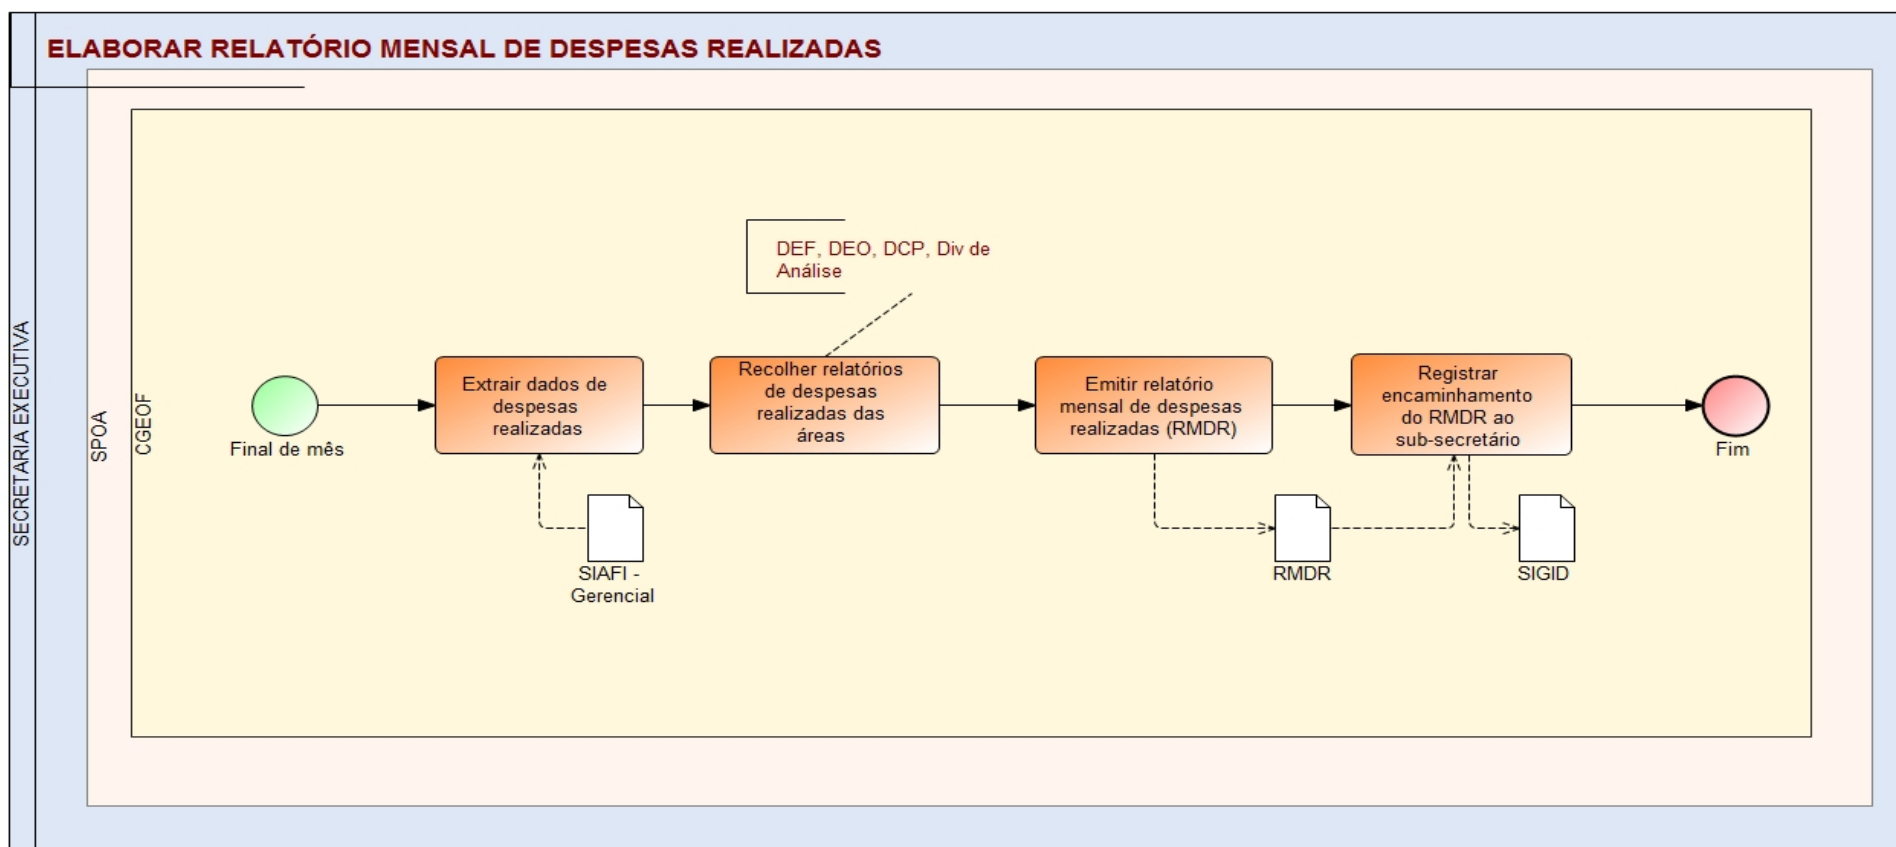 ELABORAR RELATÓRIO MENSAL DE DESPESAS REALIZADAS
SECRETARIA EXECUTIVA
SPOA
CGEOF
DEF, DEO, DCP, Div de
Análise
Final de mês
Extrair dados de
despesas
realizadas
Recolher relatórios
de despesas
realizadas das
áreas
Emitir relatório
mensal de despesas
realizadas (RMDR)
Registrar
encaminhamento
do RMDR ao
sub-secretário
Fim
SIAFI -
Gerencial
RMDR
SIGID